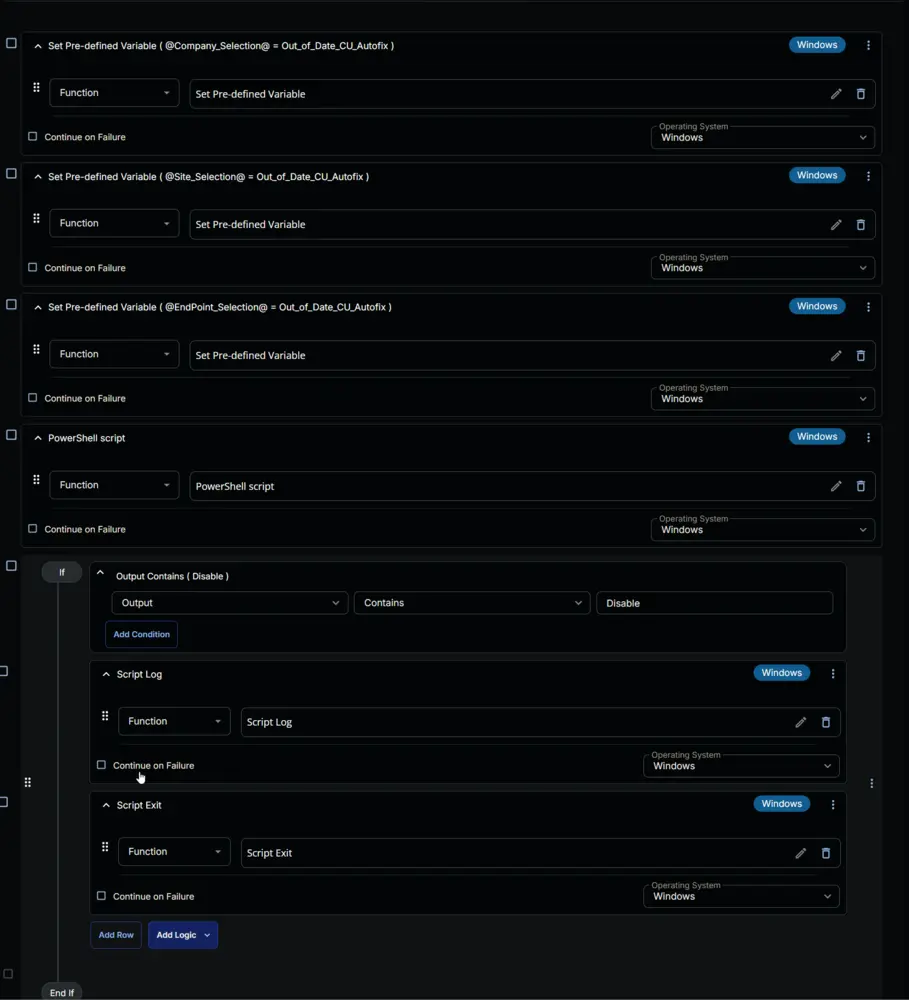 Set Pre-defined Variable ( @Company_Selection@ = Out_of_Date_CU_Autofix )
Windows
Function
Set Pre-defined Variable
Continue on Failure
Operating System
Windows
Set Pre-defined Variable ( @Site_Selection@ = Out_of_Date_CU_Autofix )
Windows
Function
Set Pre-defined Variable
Continue on Failure
Operating System
Windows
Set Pre-defined Variable ( @EndPoint_Selection@ = Out_of_Date_CU_Autofix )
Windows
Function
Set Pre-defined Variable
Continue on Failure
Operating System
Windows
PowerShell script
Windows
Function
PowerShell script
Continue on Failure
Operating System
Windows
If
Output Contains ( Disable )
Output
Contains
Disable
Add Condition
Script Log
Windows
Function
Script Log
Continue on Failure
Operating System
Windows
Script Exit
Windows
Function
Script Exit
Continue on Failure
Operating System
Windows
Add Row
Add Logic
End If